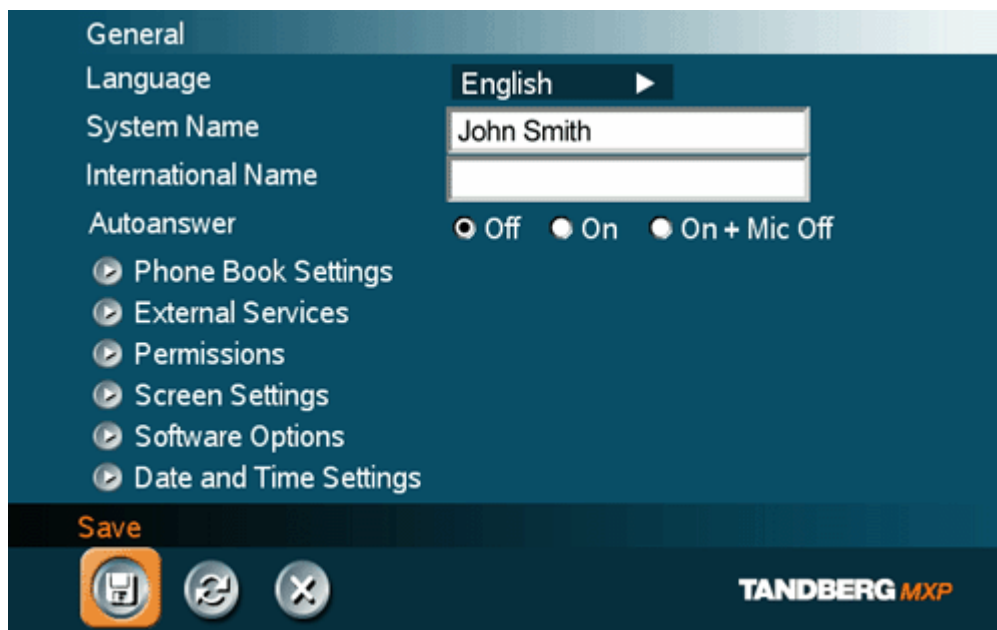 General
Language English
System Name John Smith
International Name
Autoanswer Off On On + Mic Off
Phone Book Settings
External Services
Permissions
Screen Settings
Software Options
Date and Time Settings
Save
TANDBERG MXP